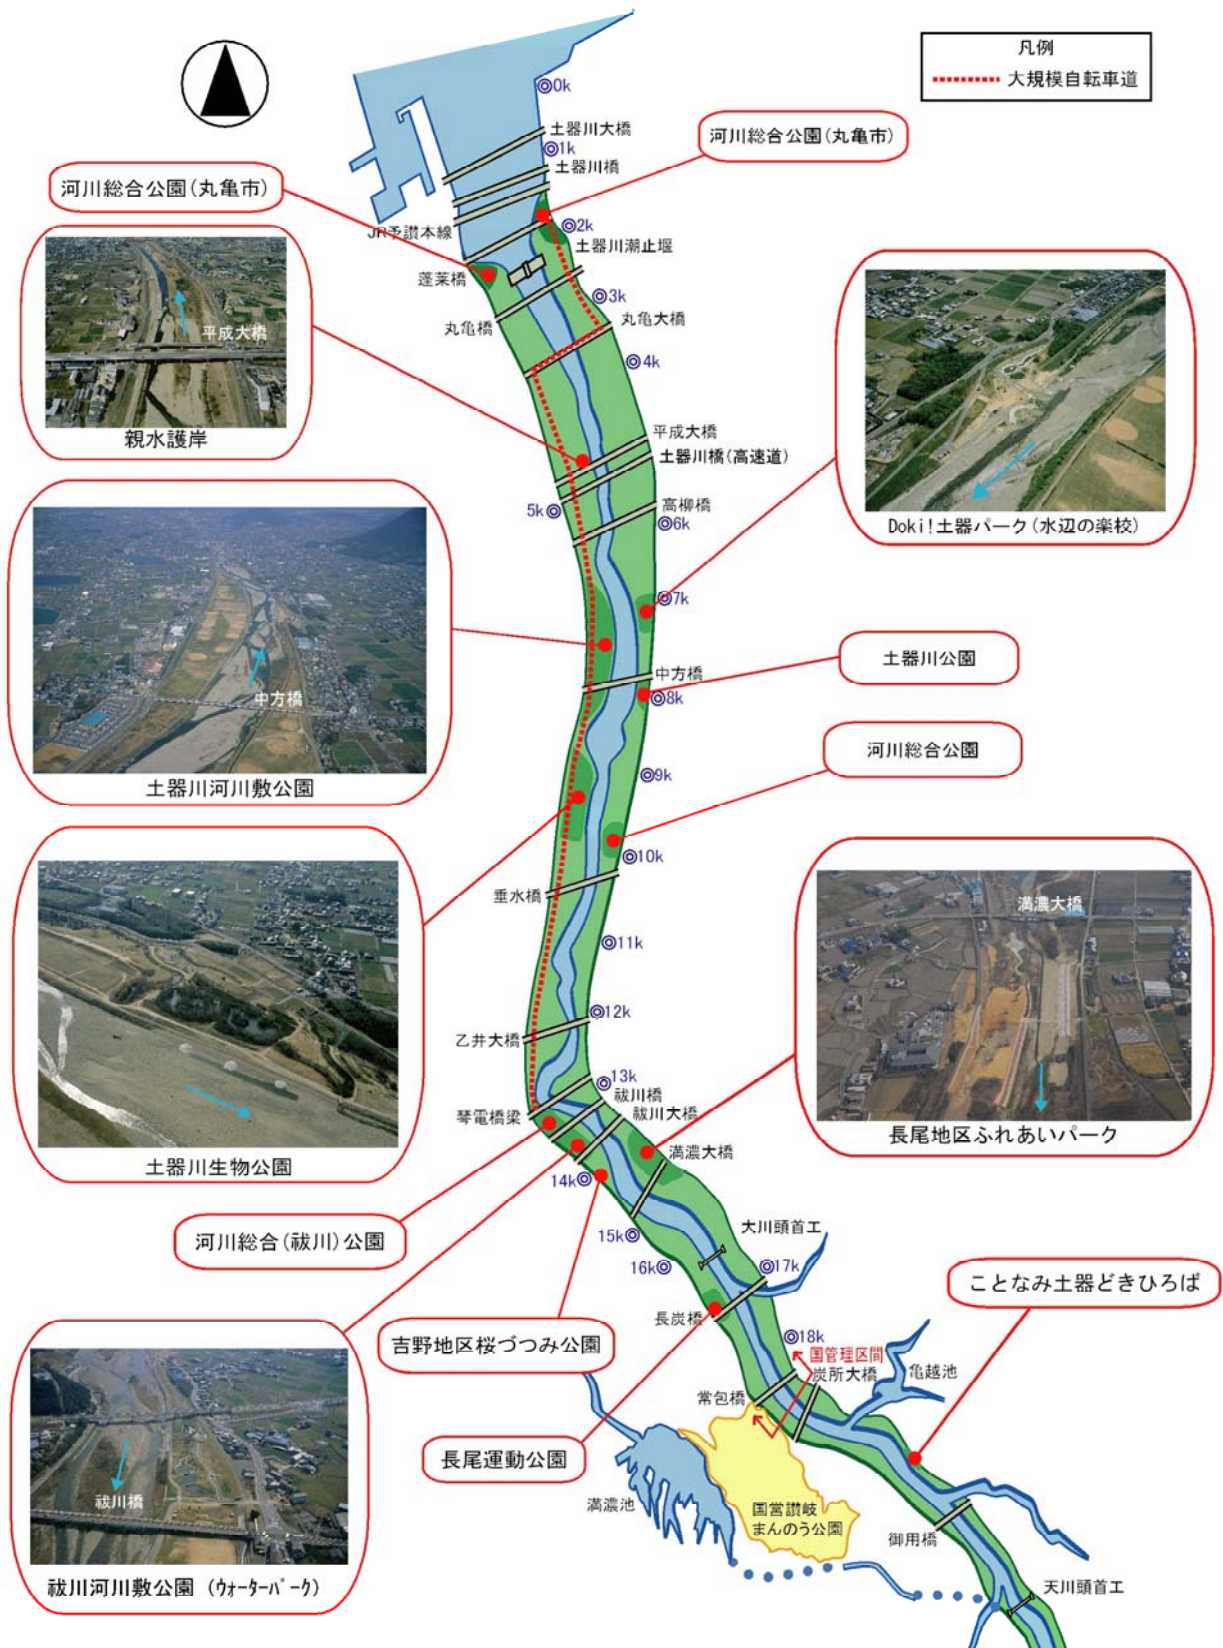 凡例
大規模自転車道
0k
土器川大橋
1k
土器川橋
河川総合公園(丸亀市)
河川総合公園(丸亀市)
2k
JR予讃本線
土器川潮止堰
蓬莱橋
3k
丸亀橋
丸亀大橋
4k
平成大橋
親水護岸
平成大橋
土器川橋(高速道)
5k
高柳橋
6k
Doki!土器パーク(水辺の楽校)
7k
土器川公園
中方橋
8k
中方橋
土器川河川敷公園
河川総合公園
9k
10k
垂水橋
満濃大橋
11k
12k
乙井大橋
13k
祓川橋
琴電橋梁
祓川大橋
長尾地区ふれあいパーク
満濃大橋
土器川生物公園
14k
河川総合(祓川)公園
15k
大川頭首工
16k
17k
ことなみ土器どきひろば
長炭橋
吉野地区桜づつみ公園
18k
国管理区間
炭所大橋
亀越池
常包橋
長尾運動公園
祓川橋
満濃池
国営讃岐
まんのう公園
御用橋
祓川河川敷公園 (ウォーターパーク)
天川頭首工